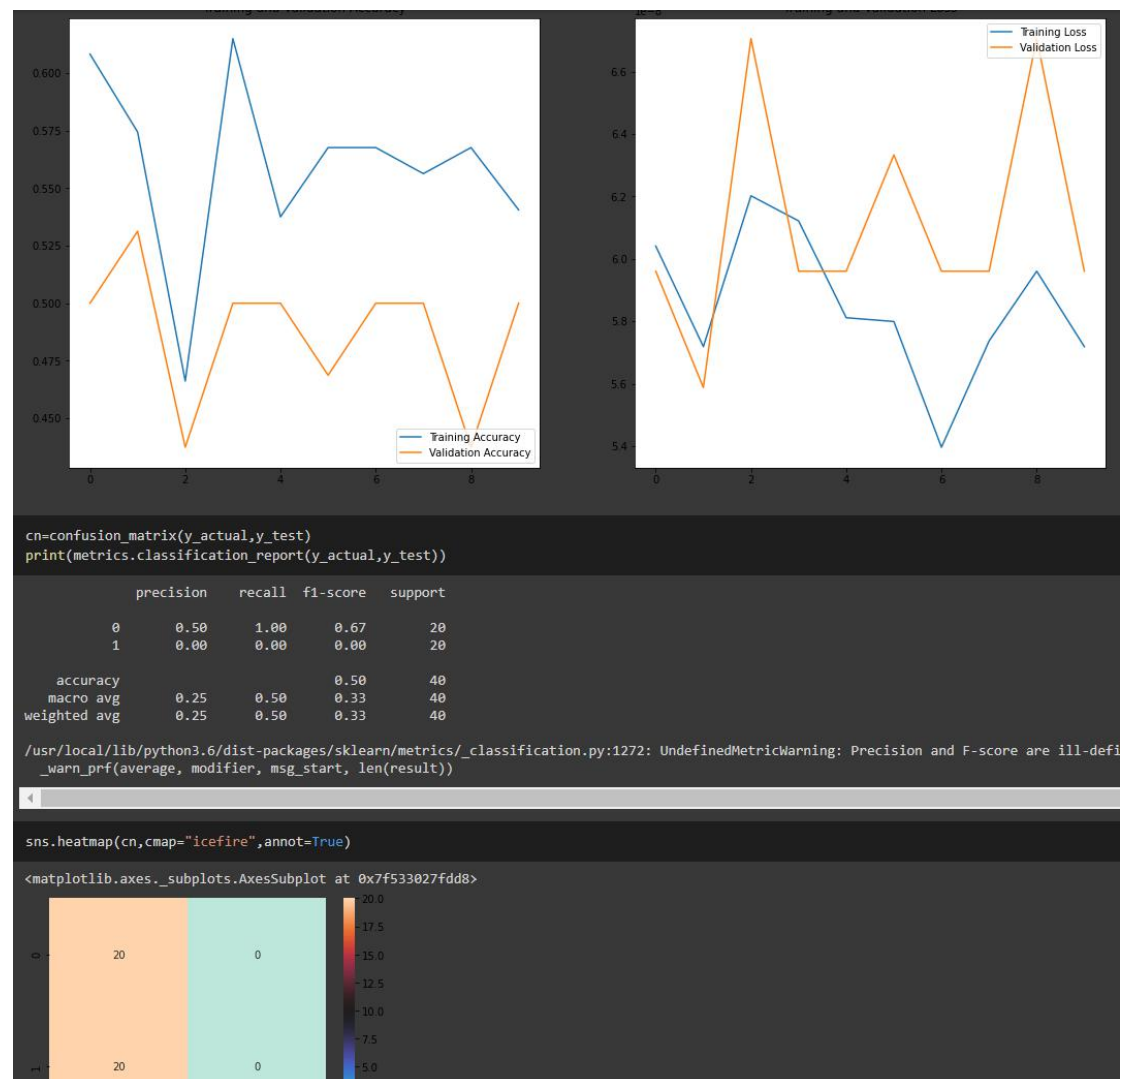 Training and Validation Accuracy
Training and Validation Loss
0.600
0.575
0.550
0.525
0.500
0.475
0.450
0 2 4 6 8
Training Accuracy
Validation Accuracy
6.6
6.4
6.2
6.0
5.8
5.6
5.4
0 2 4 6 8
Training Loss
Validation Loss
cn=confusion_matrix(y_actual,y_test)
print(metrics.classification_report(y_actual,y_test))
precision recall f1-score support
0 0.50 1.00 0.67 20
1 0.00 0.00 0.00 20
accuracy 0.50 40
macro avg 0.25 0.50 0.33 40
weighted avg 0.25 0.50 0.33 40
/usr/local/lib/python3.6/dist-packages/sklearn/metrics/_classification.py:1272: UndefinedMetricWarning: Precision and F-score are ill-defi
_warn_prf(average, modifier, msg_start, len(result))
sns.heatmap(cn,cmap="icefire",annot=True)
<matplotlib.axes._subplots.AxesSubplot at 0x7f533027fdd8>
0 20 0
1 20 0
20.0
17.5
15.0
12.5
10.0
7.5
5.0